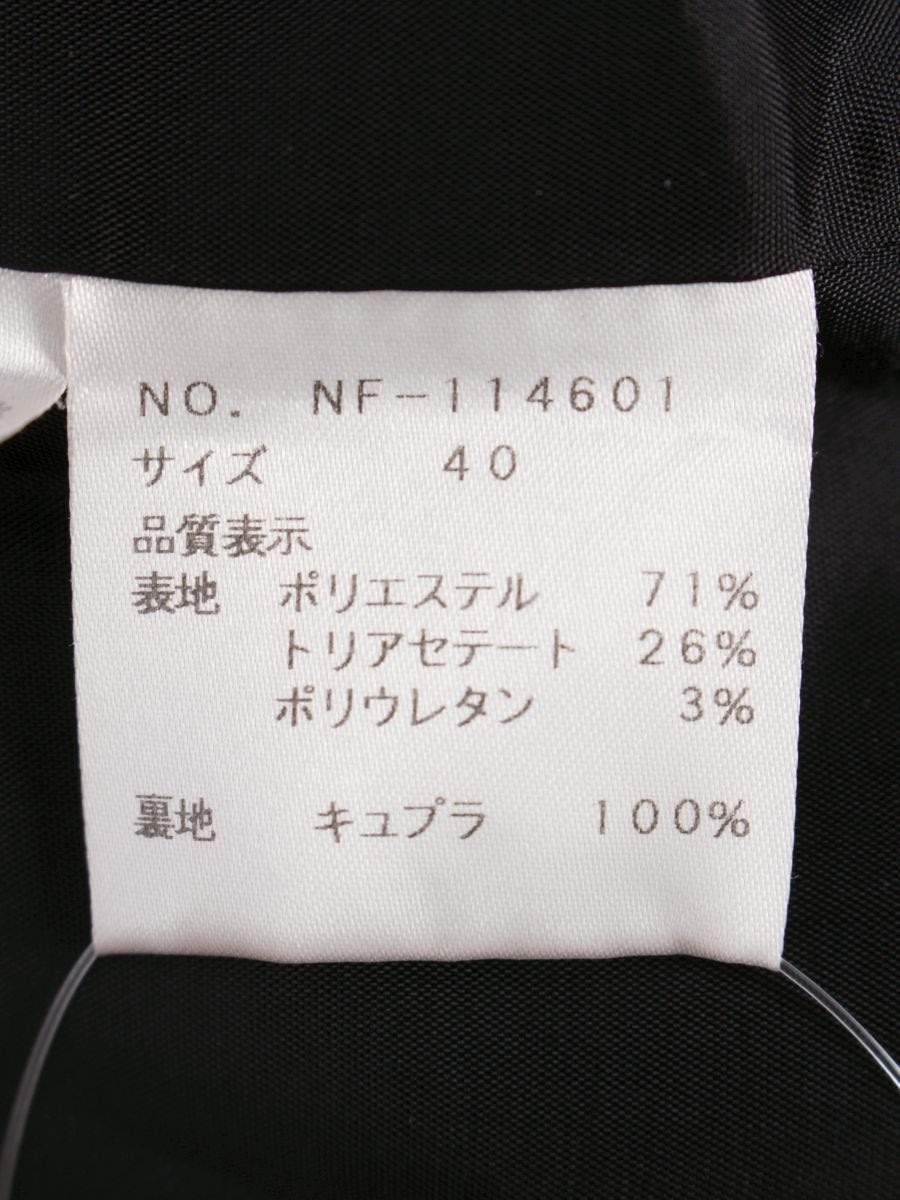 NO. NF-114601
サイズ 40
品質表示
表地 ポリエステル 71%
トリアセテート 26%
ポリウレタン 3%
裏地 キュプラ 100%